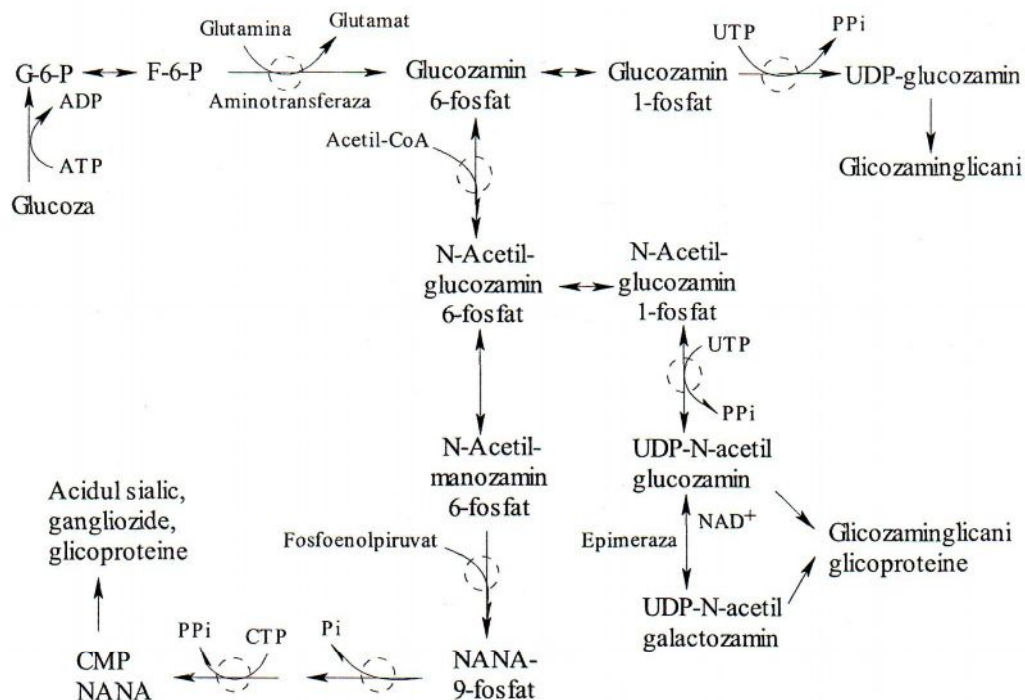 Glutamina
Glutamat
UTP
PPi
G-6-P
F-6-P
Glucozamin
6-fosfat
Glucozamin
1-fosfat
UDP-glucozamin
Aminotransferaza
ADP
ATP
Glucoza
Acetil-CoA
Glicozaminglicani
N-Acetil-
glucozamin
6-fosfat
N-Acetil-
glucozamin
1-fosfat
UTP
PPi
N-Acetil-
manozamin
6-fosfat
UDP-N-acetil
glucozamin
Acidul sialic,
gangliozide,
glicoproteine
Fosfoenolpiruvat
Epimeraza
NAD+
Glicozaminglicani
glicoproteine
UDP-N-acetil
galactozamin
PPi
CTP
Pi
CMP
NANA
NANA-
9-fosfat